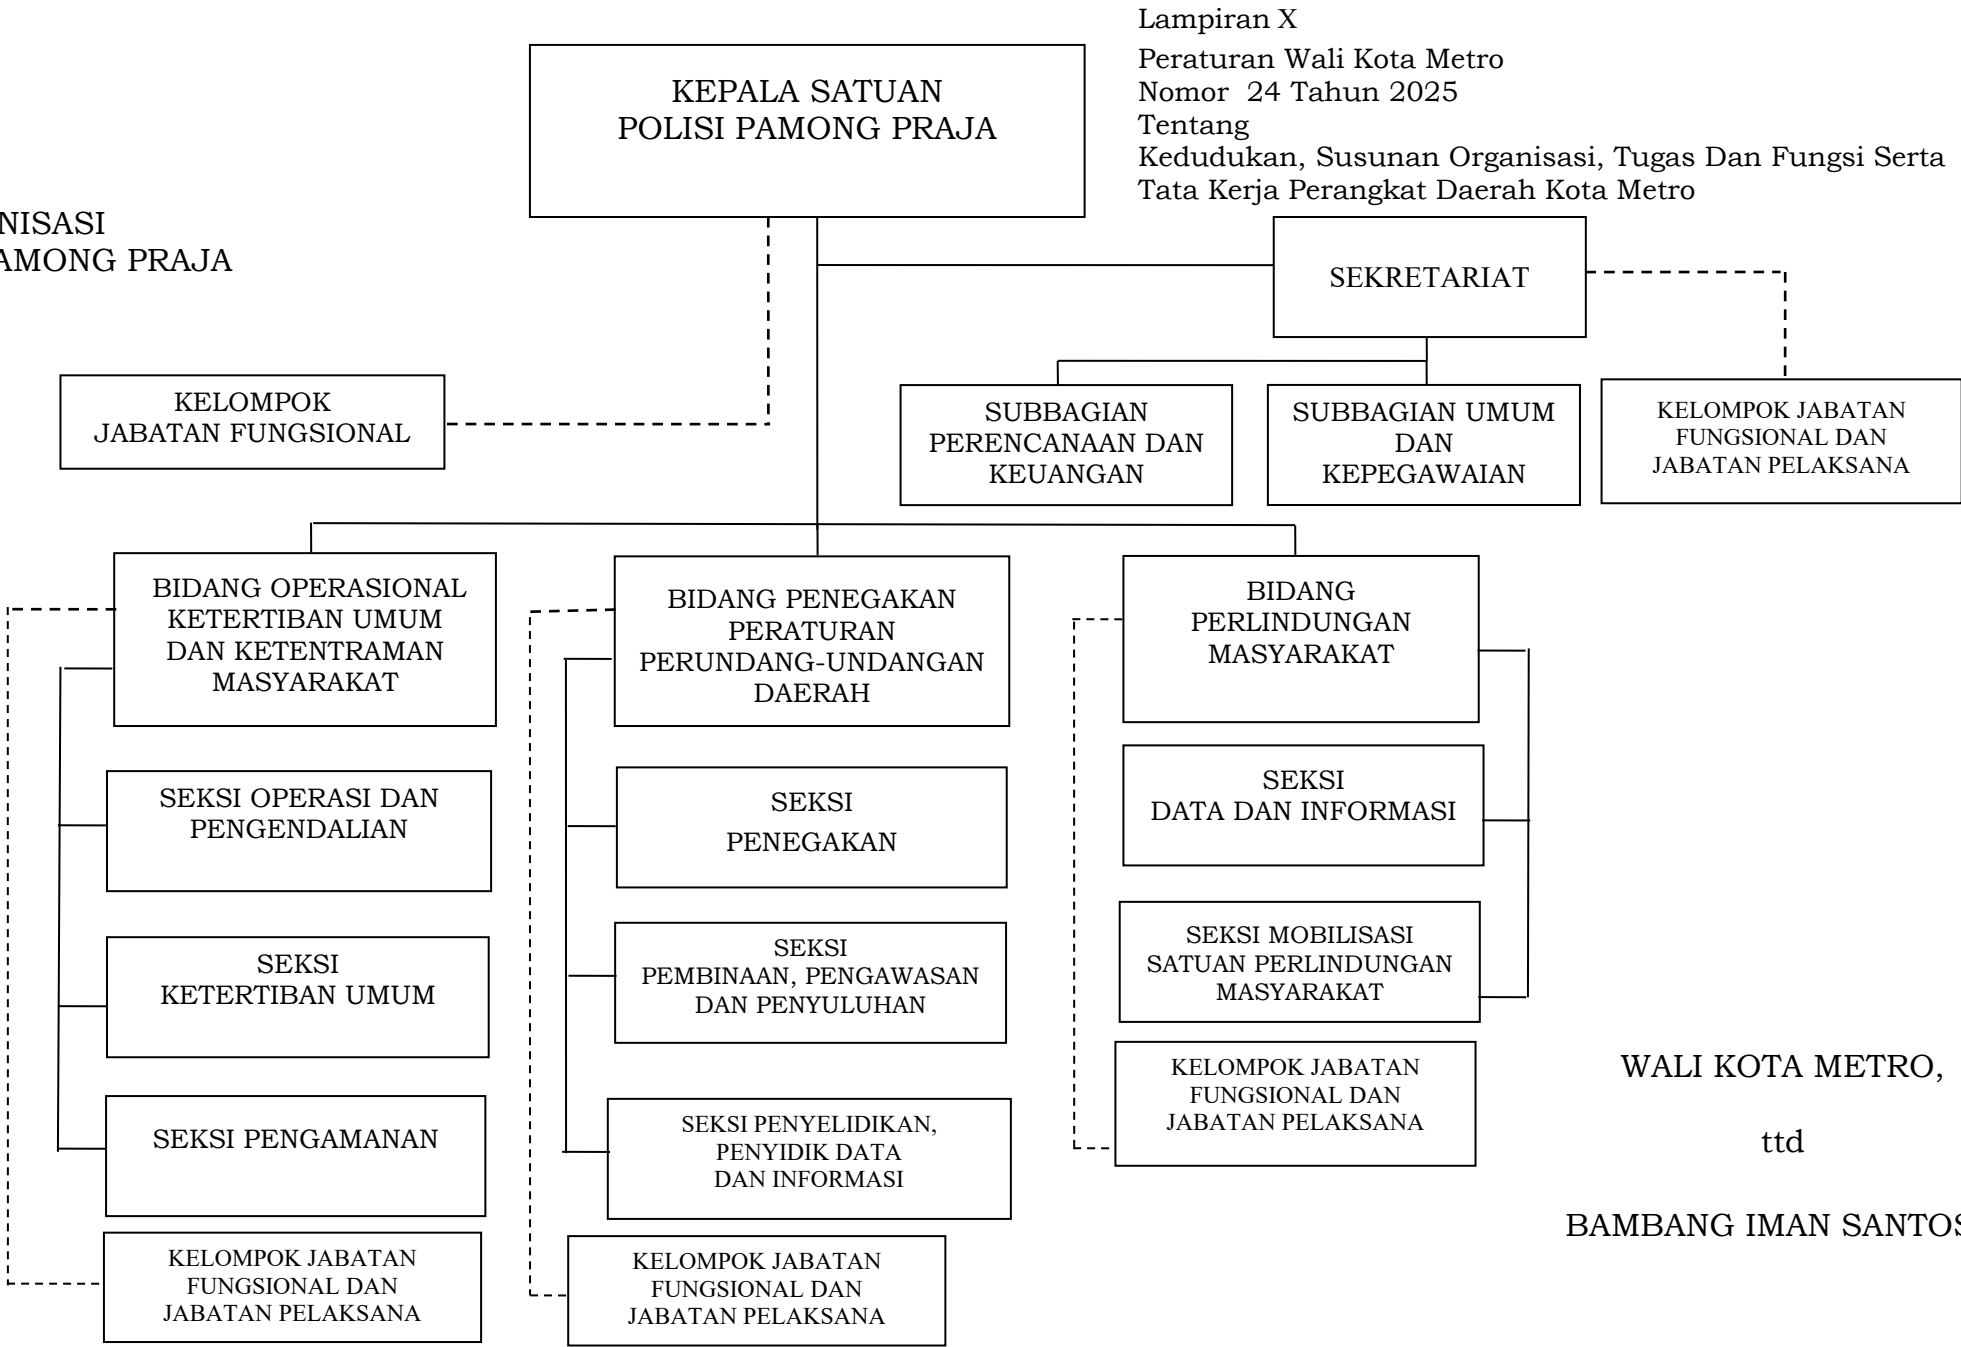 Lampiran X
Peraturan Wali Kota Metro
Nomor 24 Tahun 2025
Tentang
Kedudukan, Susunan Organisasi, Tugas Dan Fungsi Serta
Tata Kerja Perangkat Daerah Kota Metro
KEPALA SATUAN
POLISI PAMONG PRAJA
NISASI
AMONG PRAJA
SEKRETARIAT
KELOMPOK
JABATAN FUNGSIONAL
SUBBAGIAN
PERENCANAAN DAN
KEUANGAN
SUBBAGIAN UMUM
DAN
KEPEGAWAIAN
KELOMPOK JABATAN
FUNGSIONAL DAN
JABATAN PELAKSANA
BIDANG OPERASIONAL
KETERTIBAN UMUM
DAN KETENTRAMAN
MASYARAKAT
SEKSI OPERASI DAN
PENGENDALIAN
SEKSI
KETERTIBAN UMUM
SEKSI PENGAMANAN
KELOMPOK JABATAN
FUNGSIONAL DAN
JABATAN PELAKSANA
BIDANG PENEGAKAN
PERATURAN
PERUNDANG-UNDANGAN
DAERAH
SEKSI
PENEGAKAN
SEKSI
PEMBINAAN, PENGAWASAN
DAN PENYULUHAN
SEKSI PENYELIDIKAN,
PENYIDIK DATA
DAN INFORMASI
KELOMPOK JABATAN
FUNGSIONAL DAN
JABATAN PELAKSANA
BIDANG
PERLINDUNGAN
MASYARAKAT
SEKSI
DATA DAN INFORMASI
SEKSI MOBILISASI
SATUAN PERLINDUNGAN
MASYARAKAT
KELOMPOK JABATAN
FUNGSIONAL DAN
JABATAN PELAKSANA
WALI KOTA METRO,
ttd
BAMBANG IMAN SANTOS